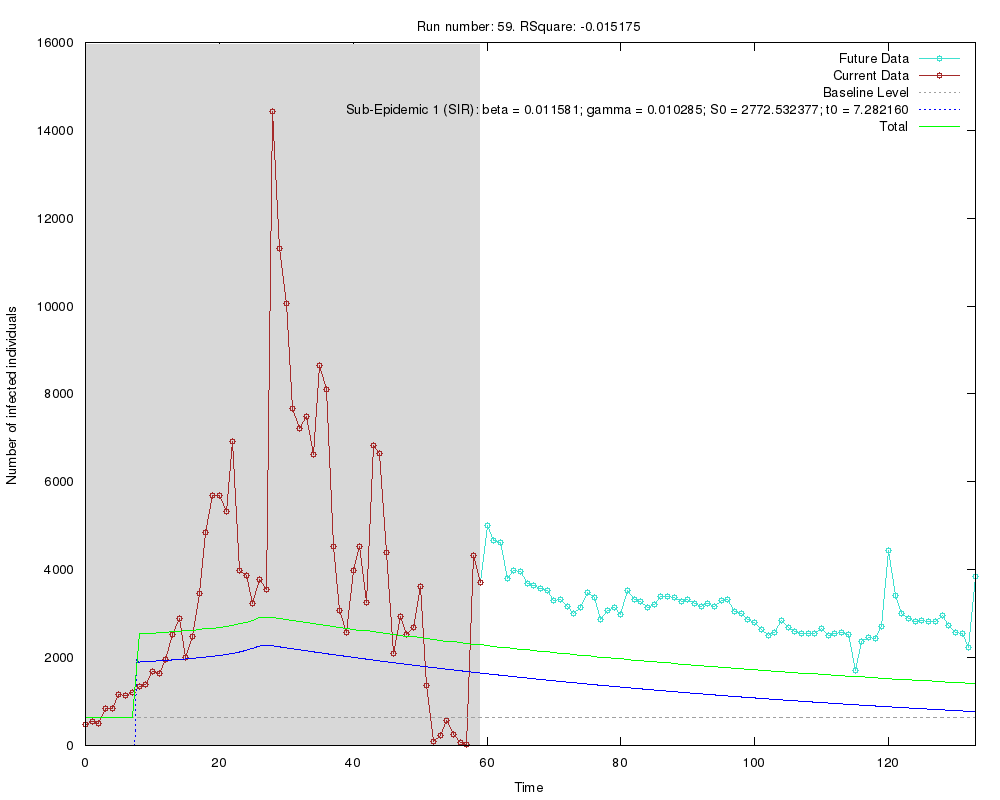 Run number: 59. RSquare: -0.015175
16000
14000
12000
10000
8000
6000
4000
2000
0
Number of infected individuals
Future Data
Current Data
Baseline Level
Sub-Epidemic 1 (SIR): beta = 0.011581; gamma = 0.010285; S0 = 2772.532377; t0 = 7.282160
Total
0 20 40 60 80 100 120
Time